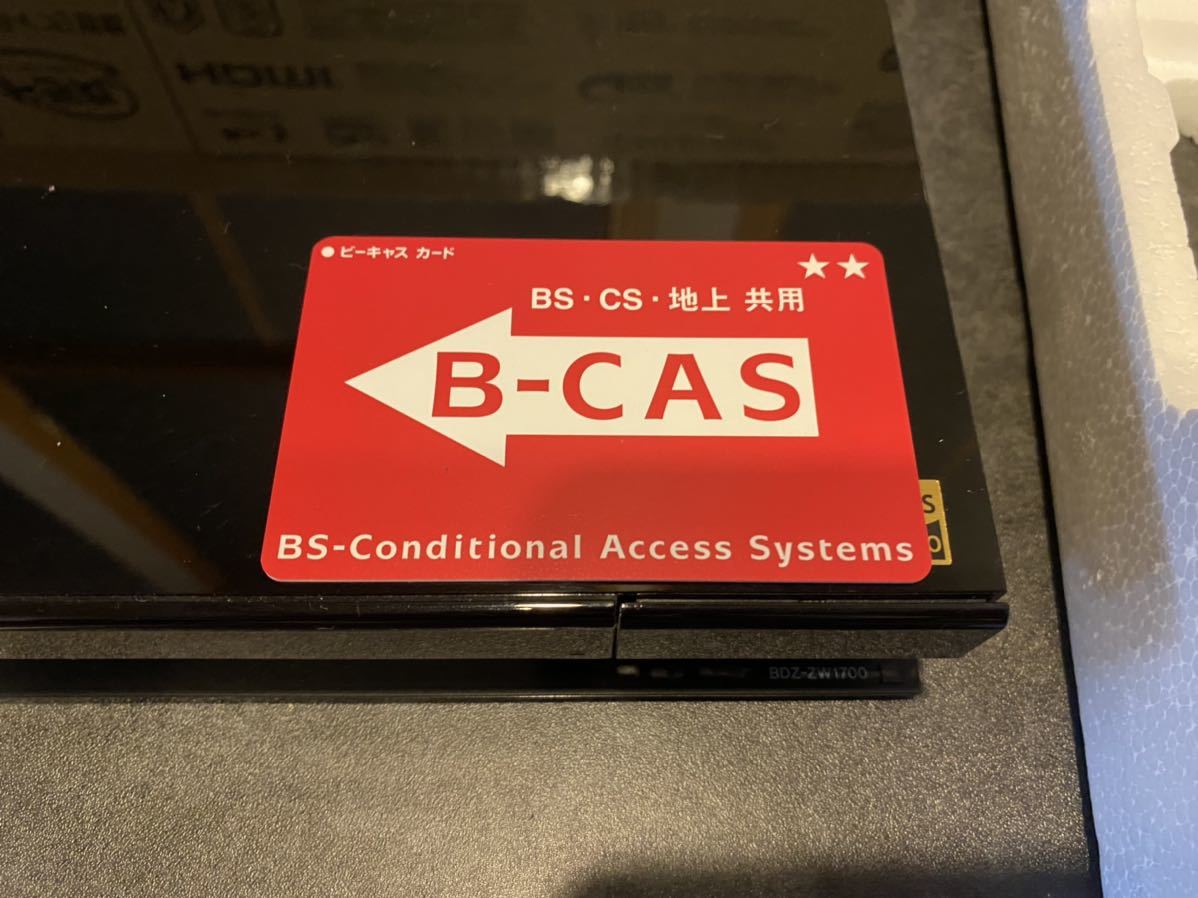 HDMI
●ビーキャス カード
★★
BS・CS・地上 共用
B-CAS
BS-Conditional Access Systems
S
O
BDZ-ZW1700